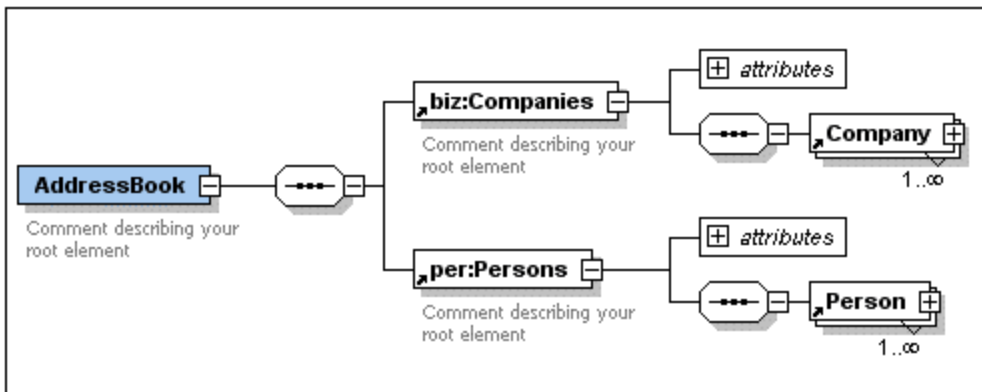 attributes
biz:Companies
Comment describing your
root element
Company
1..∞
AddressBook
Comment describing your
root element
attributes
per:Persons
Comment describing your
root element
Person
1..∞